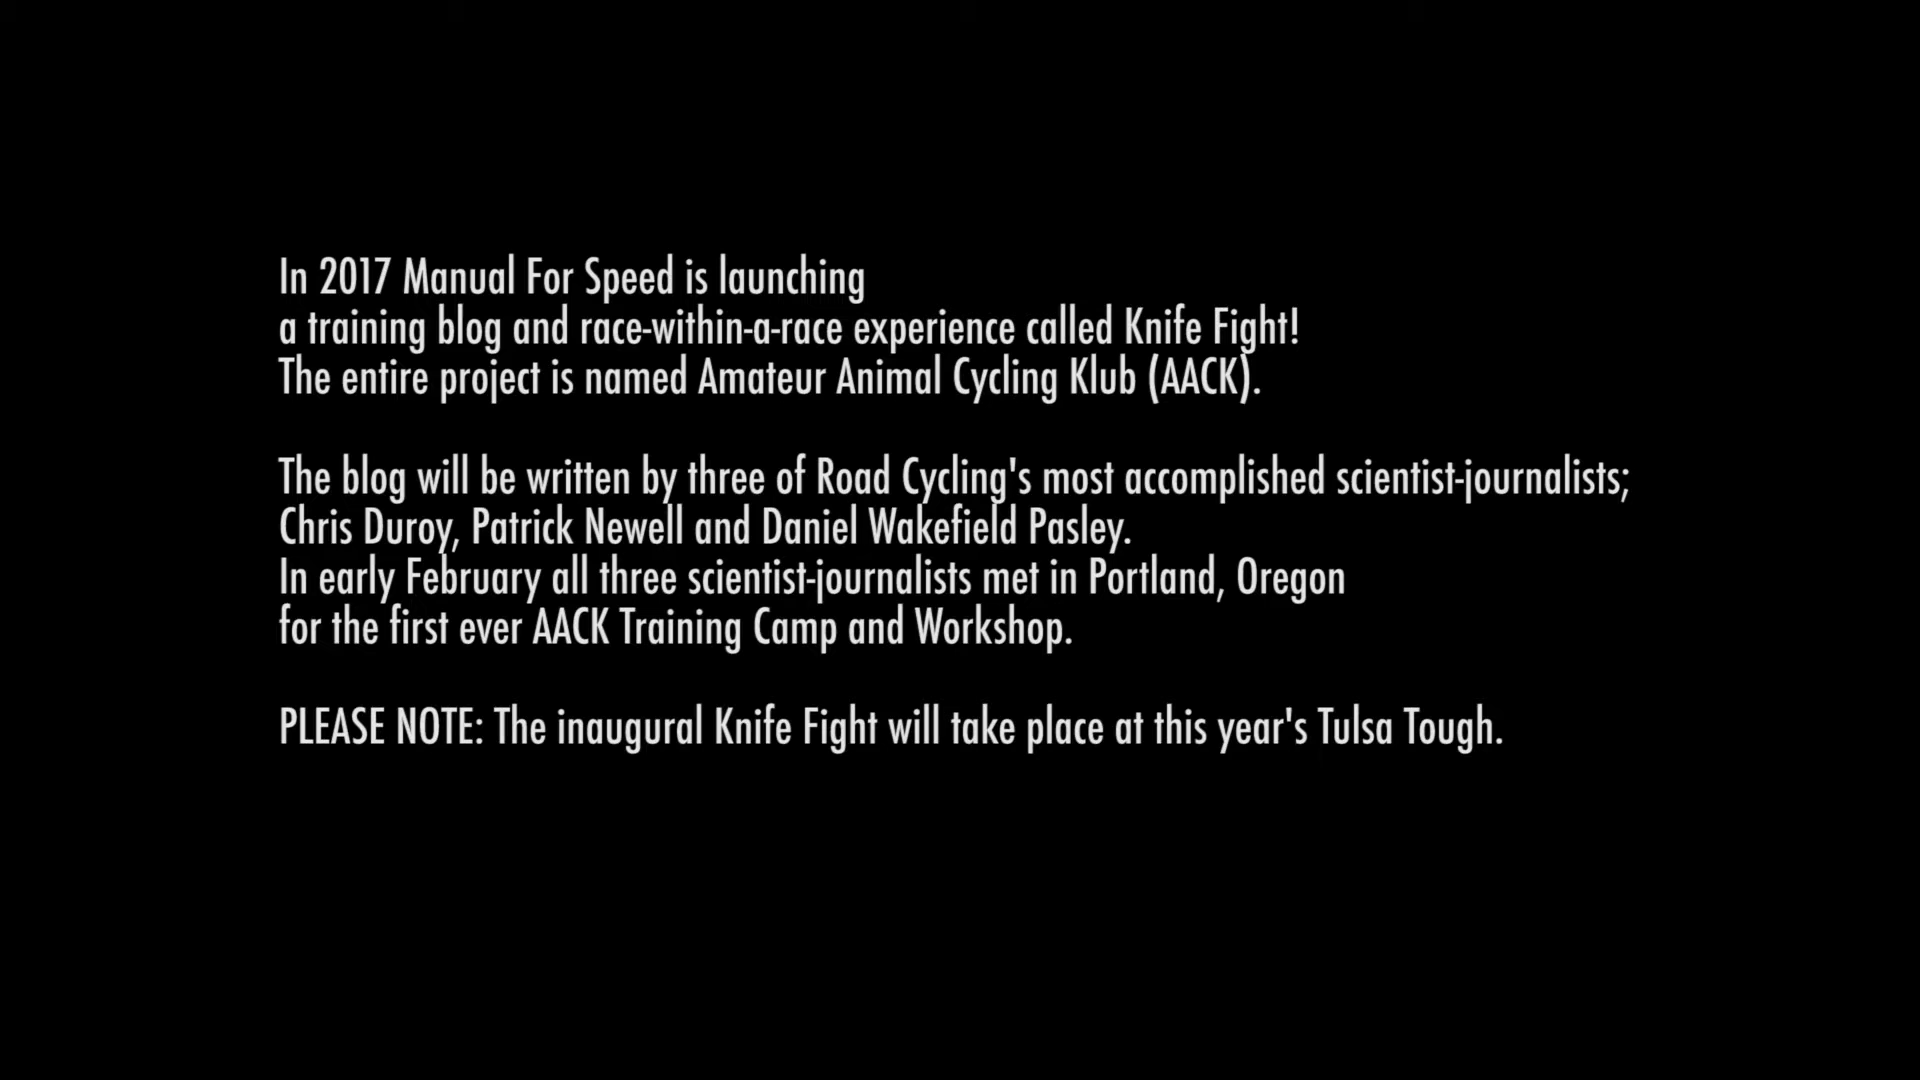 In 2017 Manual For Speed is launching
a training blog and race-within-a-race experience called Knife Fight!
The entire project is named Amateur Animal Cycling Klub (AACK).
The blog will be written by three of Road Cycling's most accomplished scientist-journalists;
Chris Duroy, Patrick Newell and Daniel Wakefield Pasley.
In early February all three scientist-journalists met in Portland, Oregon
for the first ever AACK Training Camp and Workshop.
PLEASE NOTE: The inaugural Knife Fight will take place at this year's Tulsa Tough.